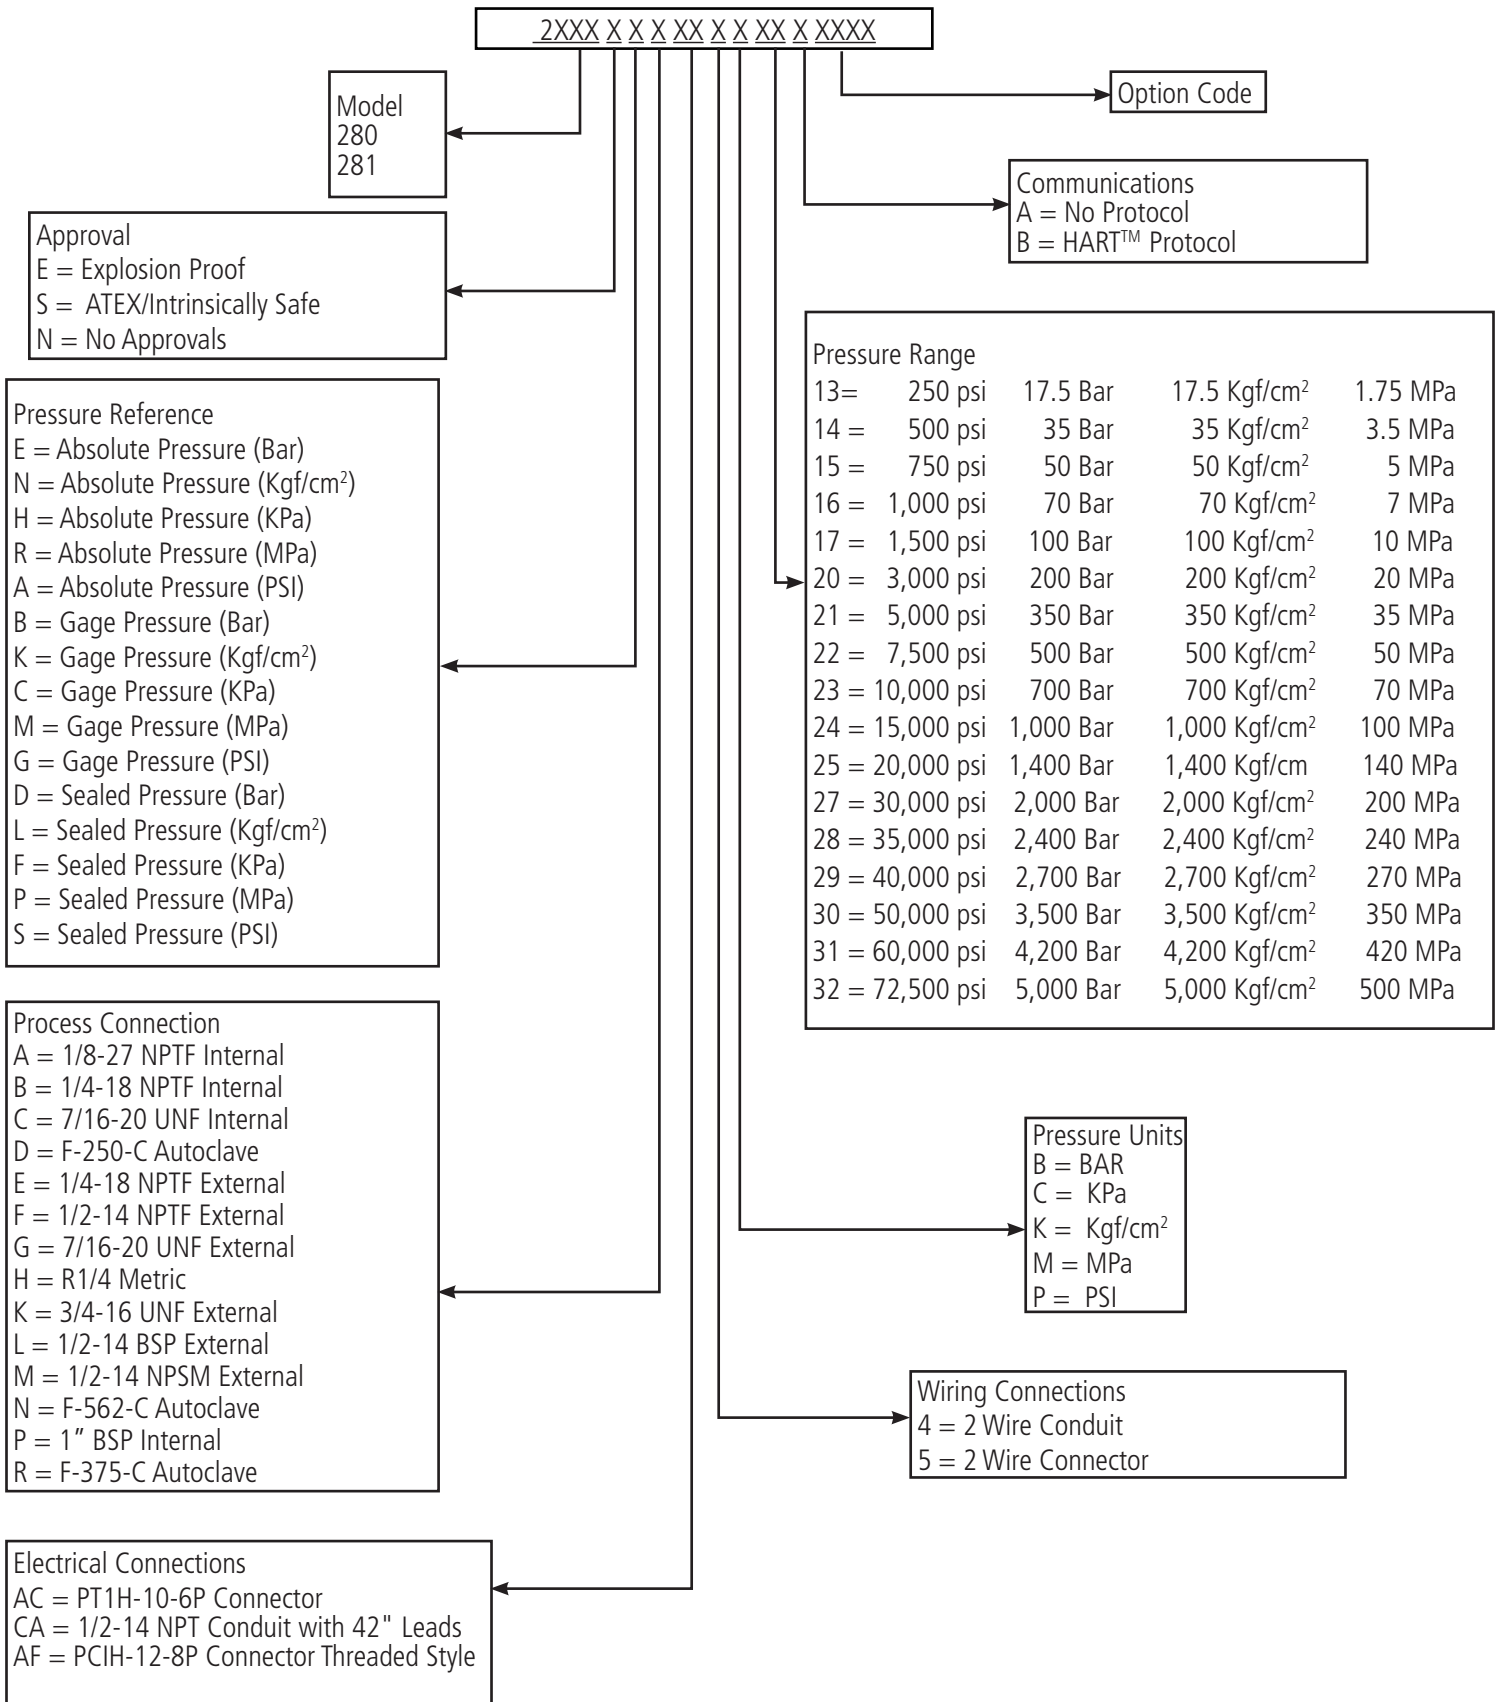 2XXX X X X XX X X XX X XXXX
Model
280
281
Option Code
Communications
A = No Protocol
B = HART™ Protocol
Approval
E = Explosion Proof
S = ATEX/Intrinsically Safe
N = No Approvals
Pressure Reference
E = Absolute Pressure (Bar)
N = Absolute Pressure (Kgf/cm²)
H = Absolute Pressure (KPa)
R = Absolute Pressure (MPa)
A = Absolute Pressure (PSI)
B = Gage Pressure (Bar)
K = Gage Pressure (Kgf/cm²)
C = Gage Pressure (KPa)
M = Gage Pressure (MPa)
G = Gage Pressure (PSI)
D = Sealed Pressure (Bar)
L = Sealed Pressure (Kgf/cm²)
F = Sealed Pressure (KPa)
P = Sealed Pressure (MPa)
S = Sealed Pressure (PSI)
Pressure Range
13= 250 psi 17.5 Bar 17.5 Kgf/cm² 1.75 MPa
14 = 500 psi 35 Bar 35 Kgf/cm² 3.5 MPa
15 = 750 psi 50 Bar 50 Kgf/cm² 5 MPa
16 = 1,000 psi 70 Bar 70 Kgf/cm² 7 MPa
17 = 1,500 psi 100 Bar 100 Kgf/cm² 10 MPa
20 = 3,000 psi 200 Bar 200 Kgf/cm² 20 MPa
21 = 5,000 psi 350 Bar 350 Kgf/cm² 35 MPa
22 = 7,500 psi 500 Bar 500 Kgf/cm² 50 MPa
23 = 10,000 psi 700 Bar 700 Kgf/cm² 70 MPa
24 = 15,000 psi 1,000 Bar 1,000 Kgf/cm² 100 MPa
25 = 20,000 psi 1,400 Bar 1,400 Kgf/cm 140 MPa
27 = 30,000 psi 2,000 Bar 2,000 Kgf/cm² 200 MPa
28 = 35,000 psi 2,400 Bar 2,400 Kgf/cm² 240 MPa
29 = 40,000 psi 2,700 Bar 2,700 Kgf/cm² 270 MPa
30 = 50,000 psi 3,500 Bar 3,500 Kgf/cm² 350 MPa
31 = 60,000 psi 4,200 Bar 4,200 Kgf/cm² 420 MPa
32 = 72,500 psi 5,000 Bar 5,000 Kgf/cm² 500 MPa
Process Connection
A = 1/8-27 NPTF Internal
B = 1/4-18 NPTF Internal
C = 7/16-20 UNF Internal
D = F-250-C Autoclave
E = 1/4-18 NPTF External
F = 1/2-14 NPTF External
G = 7/16-20 UNF External
H = R1/4 Metric
K = 3/4-16 UNF External
L = 1/2-14 BSP External
M = 1/2-14 NPSM External
N = F-562-C Autoclave
P = 1″ BSP Internal
R = F-375-C Autoclave
Pressure Units
B = BAR
C = KPa
K = Kgf/cm²
M = MPa
P = PSI
Wiring Connections
4 = 2 Wire Conduit
5 = 2 Wire Connector
Electrical Connections
AC = PT1H-10-6P Connector
CA = 1/2-14 NPT Conduit with 42" Leads
AF = PCIH-12-8P Connector Threaded Style